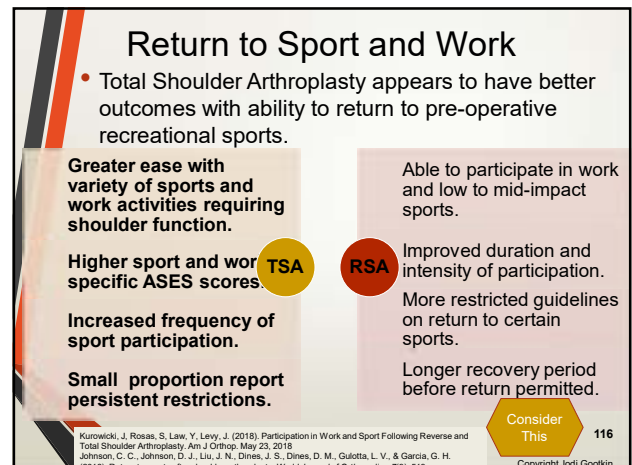 Return to Sport and Work
• Total Shoulder Arthroplasty appears to have better
outcomes with ability to return to pre-operative
recreational sports.
Greater ease with
variety of sports and
work activities requiring
shoulder function.
Higher sport and wor
specific ASES scores
Increased frequency of
sport participation.
Small proportion report
persistent restrictions.
TSA
RSA
Able to participate in work
and low to mid-impact
sports.
Improved duration and
intensity of participation.
More restricted guidelines
on return to certain
sports.
Longer recovery period
before return permitted.
Consider
This
116
Kurowicki, J, Rosas, S, Law, Y, Levy, J. (2018). Participation in Work and Sport Following Reverse and
Total Shoulder Arthroplasty. Am J Orthop. May 23, 2018
Johnson, C. C., Johnson, D. J., Liu, J. N., Dines, J. S., Dines, D. M., Gulotta, L. V., & Garcia, G. H.
Copyright Jodi Gootkin